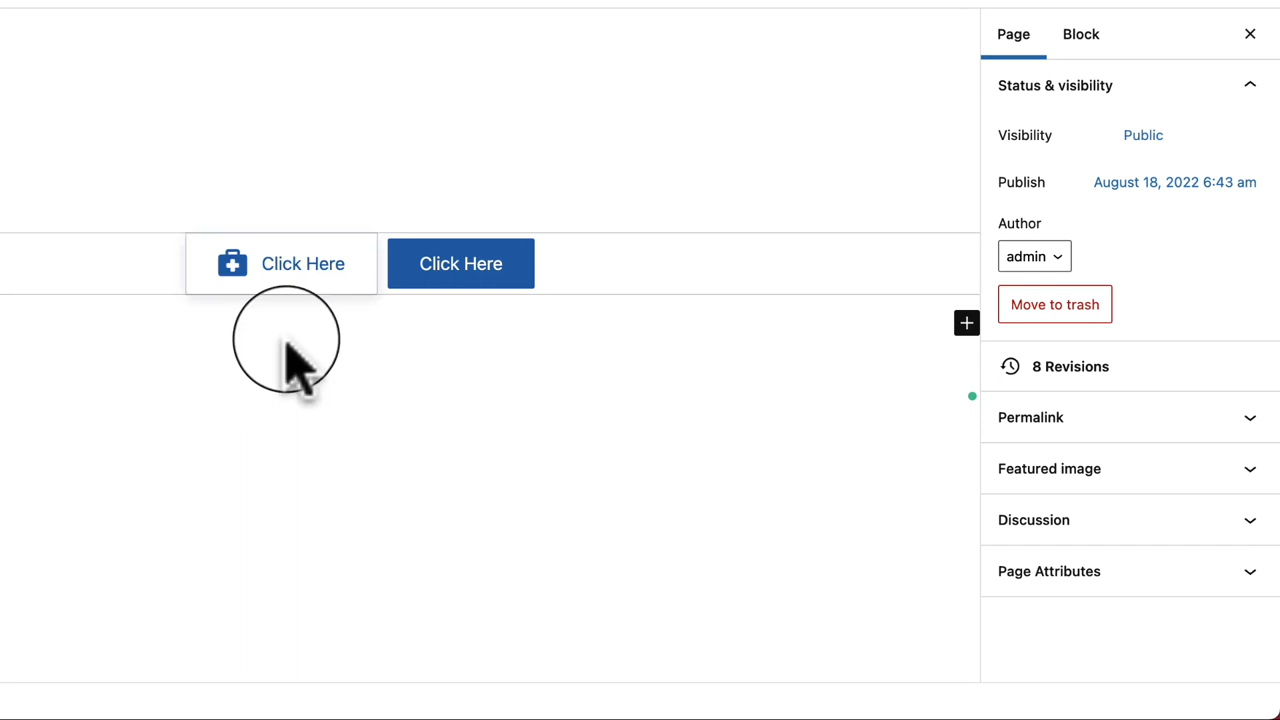 Page Block
Status & visibility
Visibility Public
Publish August 18, 2022 6:43 am
Author
admin
Move to trash
8 Revisions
Permalink
Featured image
Discussion
Page Attributes
Click Here Click Here